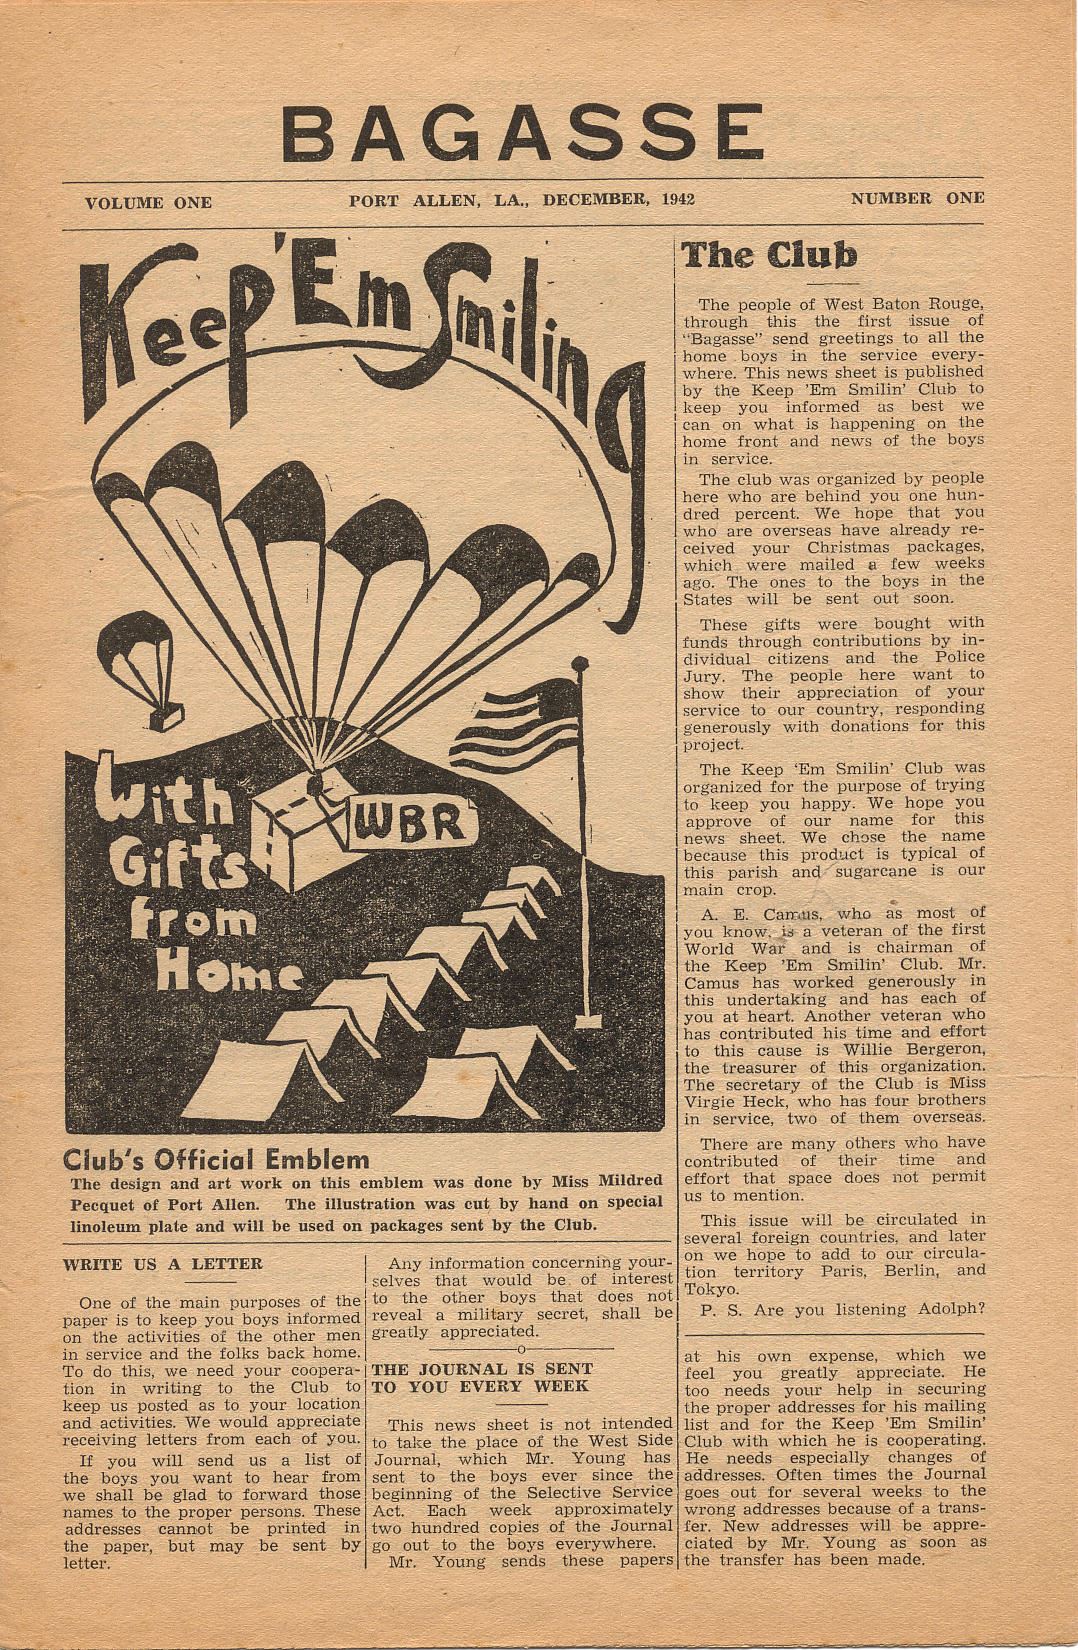 BAGASSE
VOLUME ONE PORT ALLEN, LA., DECEMBER, 1942 NUMBER ONE
Keep 'Em Smiling
With
Gifts
from
Home
WBR
Club's Official Emblem
The design and art work on this emblem was done by Miss Mildred
Pecquet of Port Allen. The illustration was cut by hand on special
linoleum plate and will be used on packages sent by the Club.
The Club
The people of West Baton Rouge,
through this the first issue of
"Bagasse" send greetings to all the
home boys in the service every-
where. This news sheet is published
by the Keep 'Em Smilin' Club to
keep you informed as best we
can on what is happening on the
home front and news of the boys
in service.
The club was organized by people
here who are behind you one hun-
dred percent. We hope that you
who are overseas have already re-
ceived your Christmas packages,
which were mailed a few weeks
ago. The ones to the boys in the
States will be sent out soon.
These gifts were bought with
funds through contributions by in-
dividual citizens and the Police
Jury. The people here want to
show their appreciation of your
service to our country, responding
generously with donations for this
project.
The Keep 'Em Smilin' Club was
organized for the purpose of trying
to keep you happy. We hope you
approve of our name for this
news sheet. We chose the name
because this product is typical of
this parish and sugarcane is our
main crop.
A. E. Camus, who as most of
you know, is a veteran of the first
World War and is chairman of
the Keep 'Em Smilin' Club. Mr.
Camus has worked generously in
this undertaking and has each of
you at heart. Another veteran who
has contributed his time and effort
to this cause is Willie Bergeron,
the treasurer of this organization.
The secretary of the Club is Miss
Virgie Heck, who has four brothers
in service, two of them overseas.
There are many others who have
contributed of their time and
effort that space does not permit
us to mention.
This issue will be circulated in
several foreign countries, and later
on we hope to add to our circula-
tion territory Paris, Berlin, and
Tokyo.
P. S. Are you listening Adolph?
WRITE US A LETTER
One of the main purposes of the
paper is to keep you boys informed
on the activities of the other men
in service and the folks back home.
To do this, we need your coopera-
tion in writing to the Club to
keep us posted as to your location
and activities. We would appreciate
receiving letters from each of you.
If you will send us a list of
the boys you want to hear from
we shall be glad to forward those
names to the proper persons. These
addresses cannot be printed in
the paper, but may be sent by
letter.
Any information concerning your-
selves that would be of interest
to the other boys that does not
reveal a military secret, shall be
greatly appreciated.
o
THE JOURNAL IS SENT
TO YOU EVERY WEEK
This news sheet is not intended
to take the place of the West Side
Journal, which Mr. Young has
sent to the boys ever since the
beginning of the Selective Service
Act. Each week approximately
two hundred copies of the Journal
go out to the boys everywhere.
Mr. Young sends these papers
at his own expense, which we
feel you greatly appreciate. He
too needs your help in securing
the proper addresses for his mailing
list and for the Keep 'Em Smilin'
Club with which he is cooperating.
He needs especially changes of
addresses. Often times the Journal
goes out for several weeks to the
wrong addresses because of a trans-
fer. New addresses will be appre-
ciated by Mr. Young as soon as
the transfer has been made.